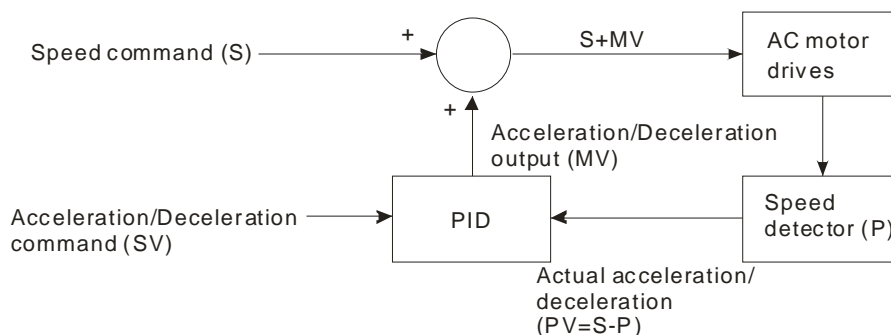 +
S+MV
AC motor
drives
Speed command (S)
+
Acceleration/Deceleration
output (MV)
Acceleration/Deceleration
command (SV)
PID
Speed
detector (P)
Actual acceleration/
deceleration
(PV=S-P)